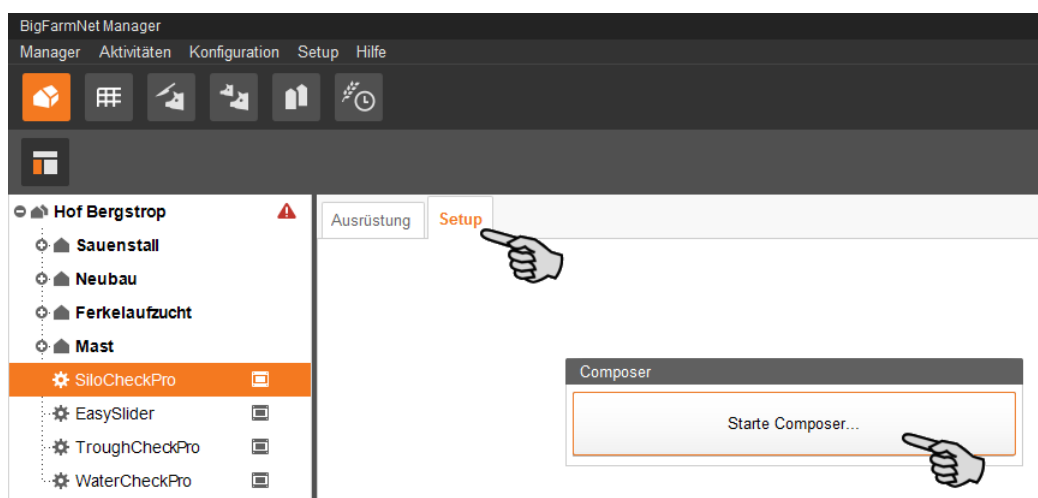 BigFarmNet Manager
Manager Aktivitäten Konfiguration Setup Hilfe
Hof Bergstrop
Sauenstall
Neubau
Ferkelaufzucht
Mast
SiloCheckPro
EasySlider
TroughCheckPro
WaterCheckPro
Ausrüstung Setup
Composer
Starte Composer...